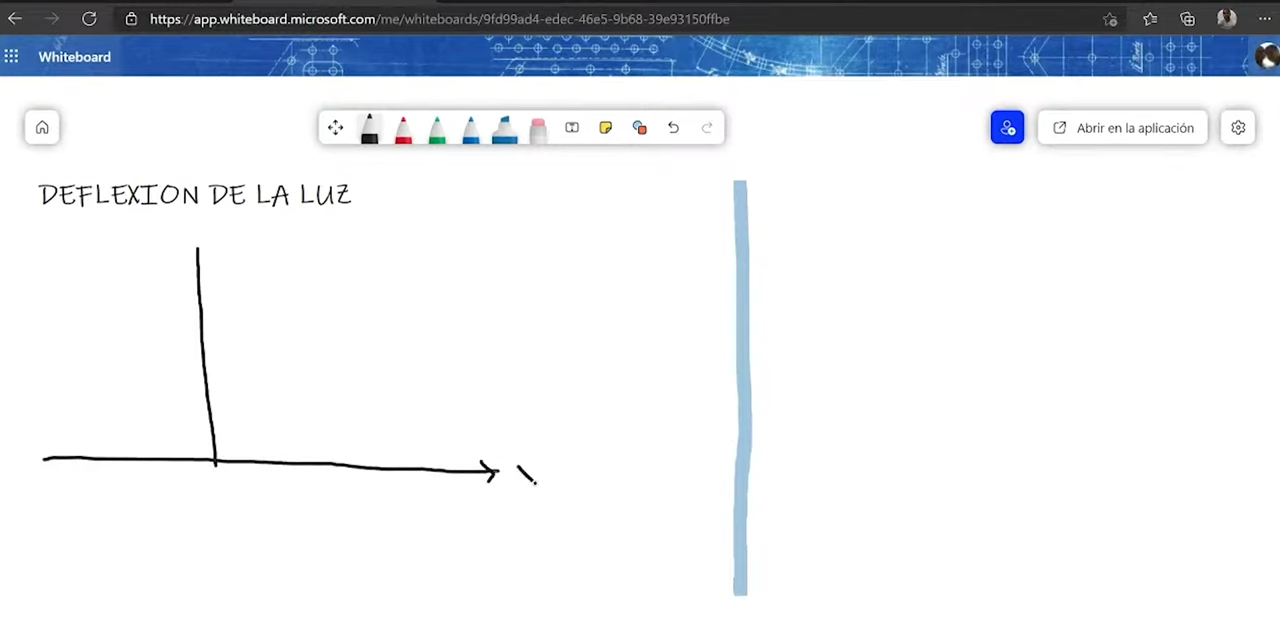 https://app.whiteboard.microsoft.com/me/whiteboards/9fd99ad4-edec-46e5-9b68-39e93150ffbe
Whiteboard
Abrir en la aplicación
DEFLEXION DE LA LUZ